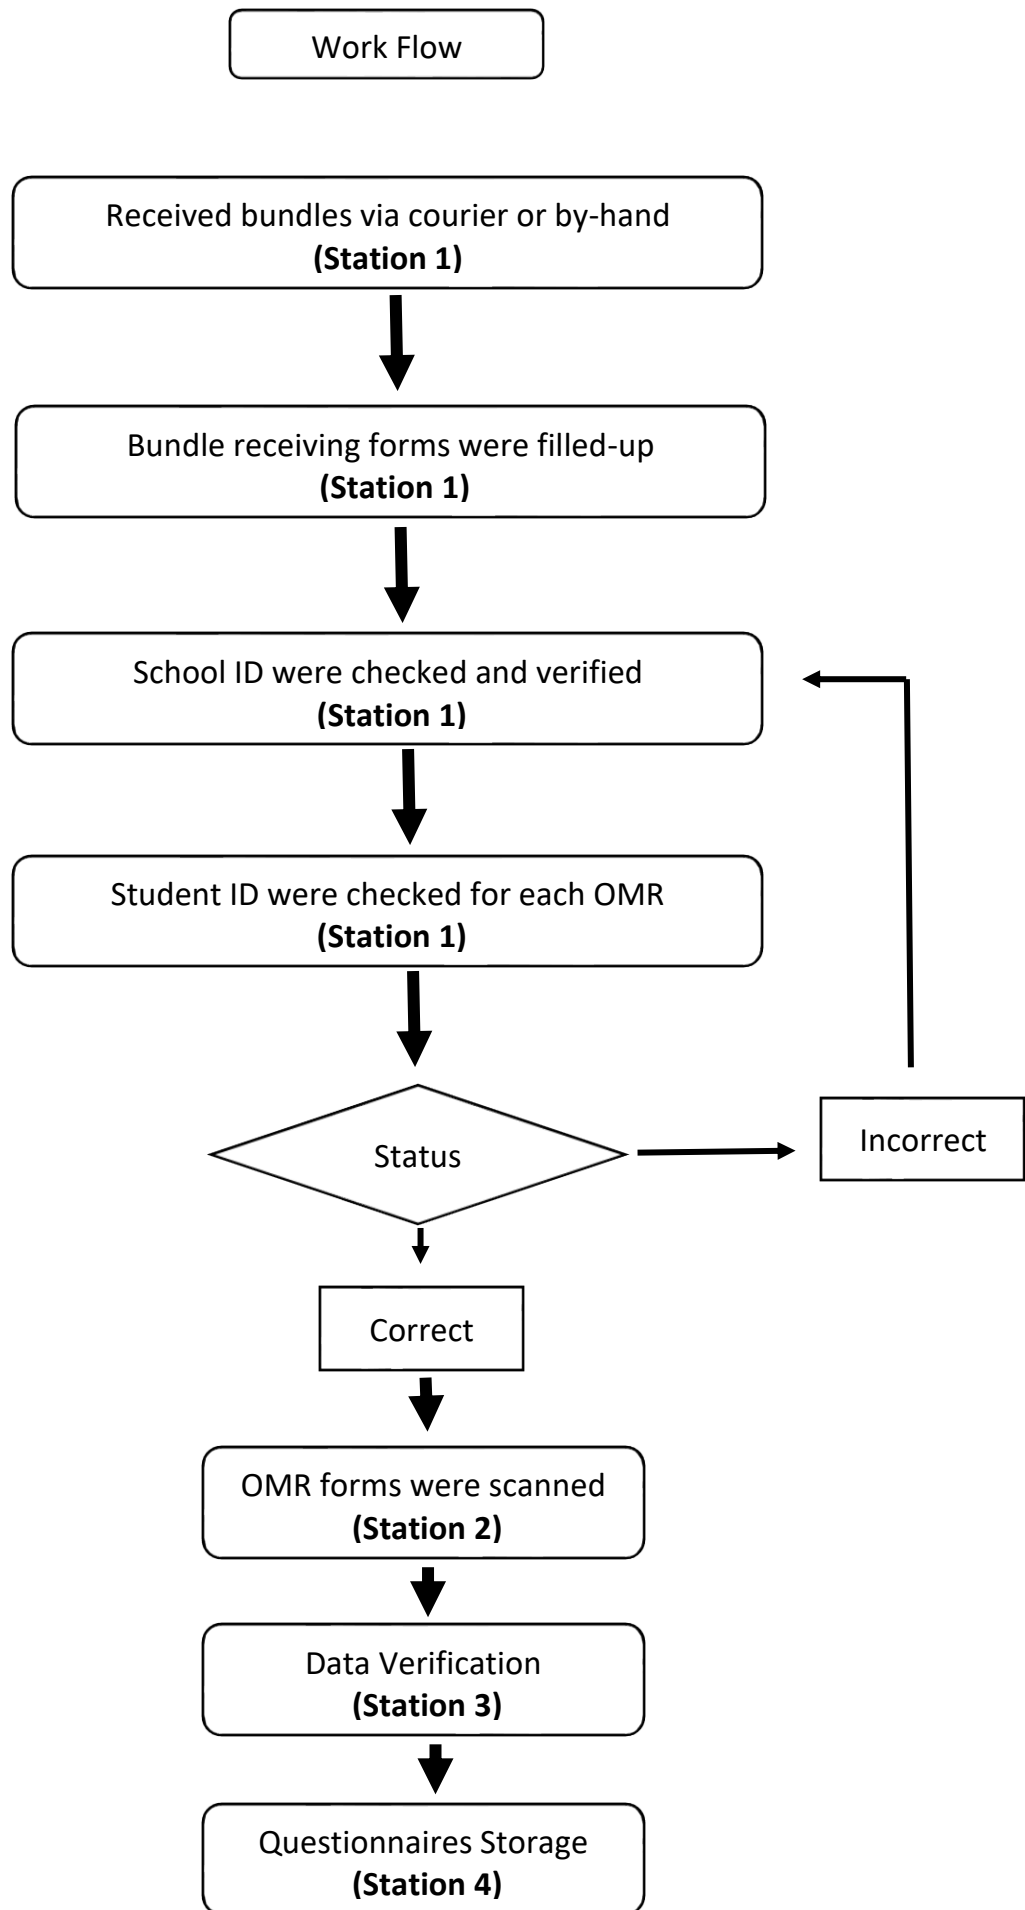 Work Flow
Received bundles via courier or by-hand
(Station 1)
Bundle receiving forms were filled-up
(Station 1)
School ID were checked and verified
(Station 1)
Student ID were checked for each OMR
(Station 1)
Status
Incorrect
Correct
OMR forms were scanned
(Station 2)
Data Verification
(Station 3)
Questionnaires Storage
(Station 4)